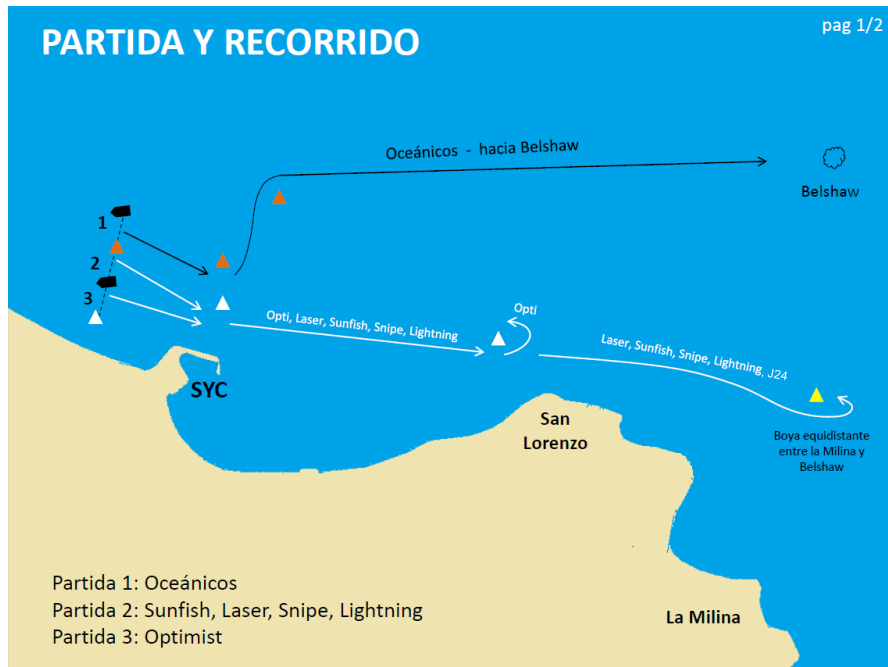 PARTIDA Y RECORRIDO
pag 1/2
Oceánicos - hacia Belshaw
Belshaw
1
2
3
Opti
Opti, Laser, Sunfish, Snipe, Lightning
Laser, Sunfish, Snipe, Lightning, J24
SYC
San
Lorenzo
Boya equidistante
entre la Milina y
Belshaw
Partida 1: Oceánicos
Partida 2: Sunfish, Laser, Snipe, Lightning
Partida 3: Optimist
La Milina